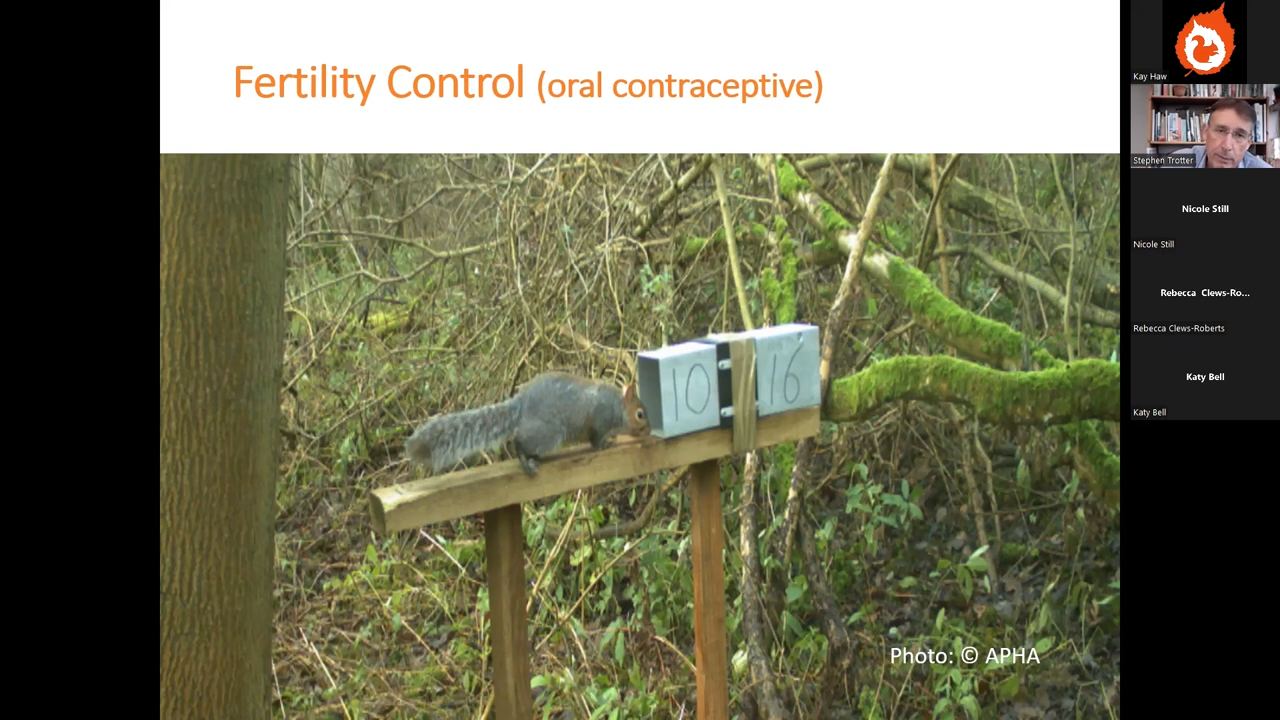 Fertility Control (oral contraceptive)
10 16
Photo: © APHA
Kay Haw
Stephen Trotter
Nicole Still
Nicole Still
Rebecca Clews-Ro...
Rebecca Clews-Roberts
Katy Bell
Katy Bell